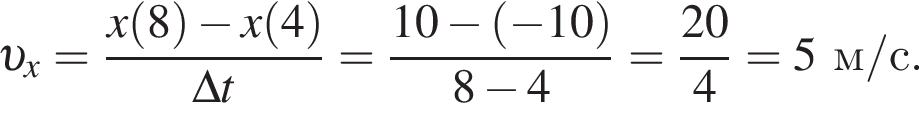 υₓ = (x(8) − x(4))/Δt = (10 − (−10))/(8 − 4) = 20/4 = 5 м/с.